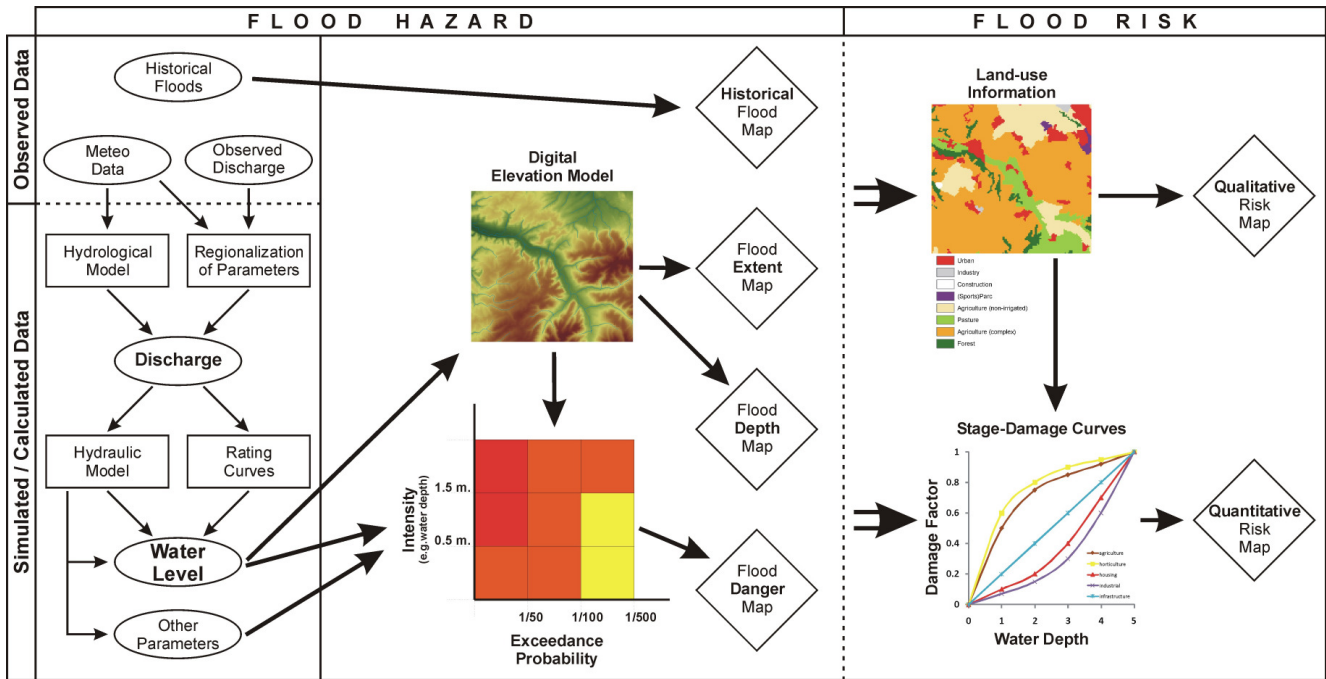 FLOOD HAZARD
FLOOD RISK
Observed Data
Simulated / Calculated Data
Historical
Floods
Meteo
Data
Observed
Discharge
Hydrological
Model
Regionalization
of Parameters
Discharge
Hydraulic
Model
Rating
Curves
Water
Level
Other
Parameters
Digital
Elevation Model
Intensity
(e.g.water depth)
1.5 m.
0.5 m.
1/50
1/100
1/500
Exceedance
Probability
Historical
Flood
Map
Flood
Extent
Map
Flood
Depth
Map
Flood
Danger
Map
Land-use
Information
Urban
Industry
Construction
(Sports)Parc
Agriculture (non-irrigated)
Pasture
Agriculture (complex)
Forest
Qualitative
Risk
Map
Stage-Damage Curves
Damage Factor
1
0.8
0.6
0.4
0.2
0
agriculture
horticulture
housing
industrial
infrastructure
0
1
2
3
4
5
Water Depth
Quantitative
Risk
Map